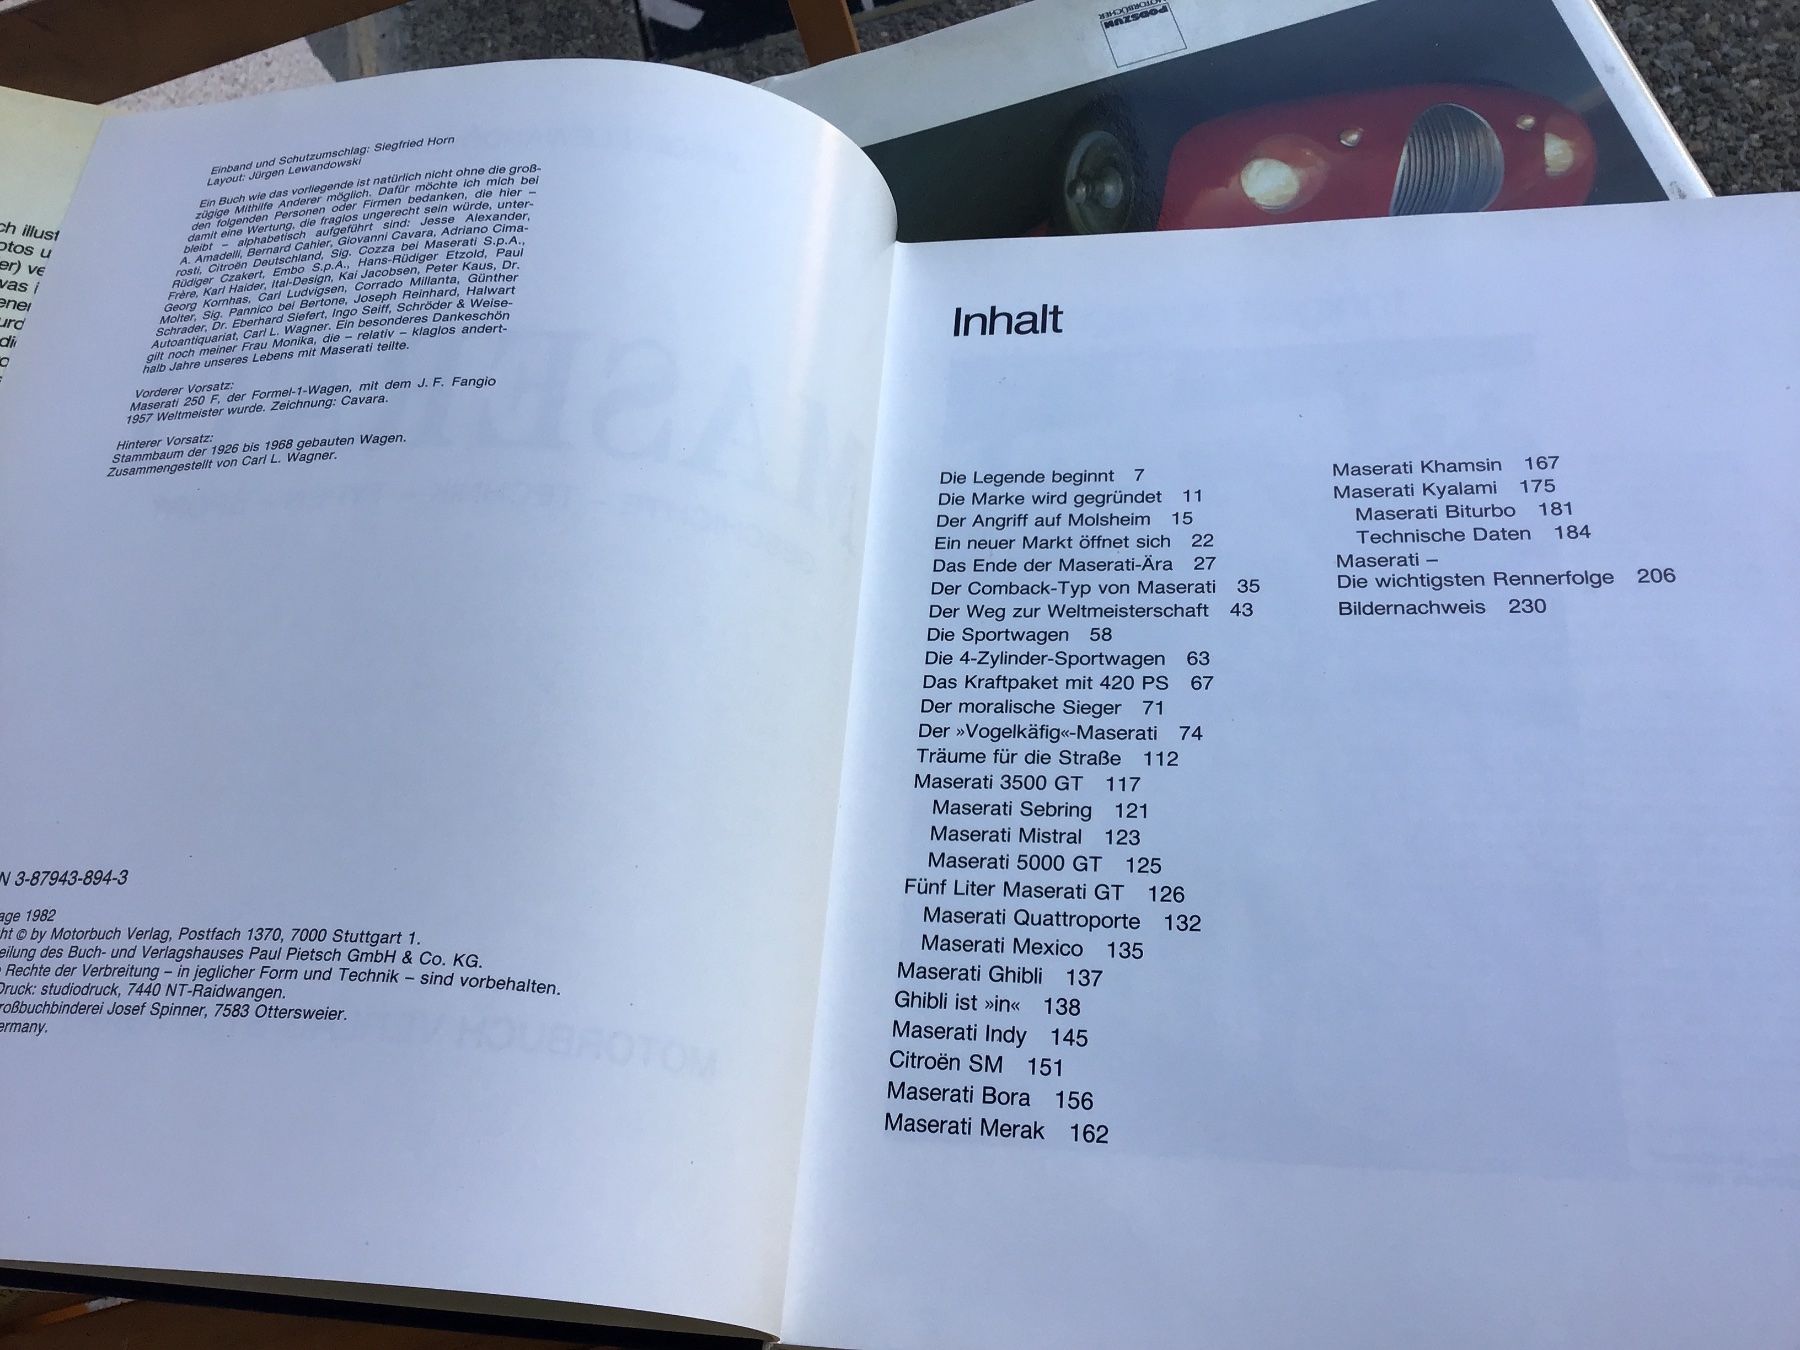 PODSZUN
MOTORBÜCHER
ch illust
otos u
er) ve
was i
ener
urd
di
Einband und Schutzumschlag: Siegfried Horn
Layout: Jürgen Lewandowski
Ein Buch wie das vorliegende ist natürlich nicht ohne die groß-
zügige Mithilfe Anderer möglich. Dafür möchte ich mich bei
den folgenden Personen oder Firmen bedanken, die hier –
damit eine Wertung, die fraglos ungerecht sein würde, unter-
bleibt – alphabetisch aufgeführt sind: Jesse Alexander,
A. Amadelli, Bernard Cahier, Giovanni Cavara, Adriano Cima-
rosti, Citroën Deutschland, Sig. Cozza bei Maserati S.p.A.,
Rüdiger Czakert, Embo S.p.A., Hans-Rüdiger Etzold, Paul
Frère, Karl Haider, Ital-Design, Kai Jacobsen, Peter Kaus, Dr.
Georg Kornhas, Carl Ludvigsen, Corrado Millanta, Günther
Molter, Sig. Pannico bei Bertone, Joseph Reinhard, Halwart
Schrader, Dr. Eberhard Siefert, Ingo Seiff, Schröder & Weise-
Autoantiquariat, Carl L. Wagner. Ein besonderes Dankeschön
gilt noch meiner Frau Monika, die – relativ – klaglos andert-
halb Jahre unseres Lebens mit Maserati teilte.
Vorderer Vorsatz:
Maserati 250 F, der Formel-1-Wagen, mit dem J. F. Fangio
1957 Weltmeister wurde. Zeichnung: Cavara.
Hinterer Vorsatz:
Stammbaum der 1926 bis 1968 gebauten Wagen.
Zusammengestellt von Carl L. Wagner.
N 3-87943-894-3
age 1982
ht © by Motorbuch Verlag, Postfach 1370, 7000 Stuttgart 1.
eilung des Buch- und Verlagshauses Paul Pietsch GmbH & Co. KG.
e Rechte der Verbreitung – in jeglicher Form und Technik – sind vorbehalten.
Druck: studiodruck, 7440 NT-Raidwangen.
roßbuchbinderei Josef Spinner, 7583 Ottersweier.
ermany.
Inhalt
Die Legende beginnt 7
Die Marke wird gegründet 11
Der Angriff auf Molsheim 15
Ein neuer Markt öffnet sich 22
Das Ende der Maserati-Ära 27
Der Comback-Typ von Maserati 35
Der Weg zur Weltmeisterschaft 43
Die Sportwagen 58
Die 4-Zylinder-Sportwagen 63
Das Kraftpaket mit 420 PS 67
Der moralische Sieger 71
Der »Vogelkäfig«-Maserati 74
Träume für die Straße 112
Maserati 3500 GT 117
Maserati Sebring 121
Maserati Mistral 123
Maserati 5000 GT 125
Fünf Liter Maserati GT 126
Maserati Quattroporte 132
Maserati Mexico 135
Maserati Ghibli 137
Ghibli ist »in« 138
Maserati Indy 145
Citroën SM 151
Maserati Bora 156
Maserati Merak 162
Maserati Khamsin 167
Maserati Kyalami 175
Maserati Biturbo 181
Technische Daten 184
Maserati –
Die wichtigsten Rennerfolge 206
Bildernachweis 230